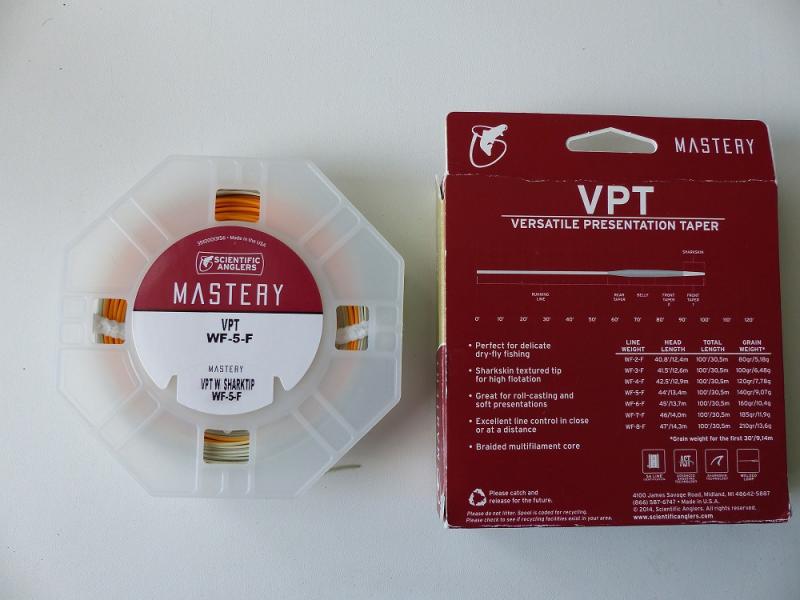 • Made in the USA
SCIENTIFIC
ANGLERS
MASTERY
VPT
WF-5-F
MASTERY
VPT W SHARKTIP
WF-5-F
MASTERY
VPT
VERSATILE PRESENTATION TAPER
SHARKSKIN
RUNNING LINE
REAR TAPER
BELLY
FRONT TAPER
FRONT TAPER
0' 10' 20' 30' 40' 50' 60' 70' 80' 90' 100' 110' 120'
• Perfect for delicate
dry-fly fishing
• Sharkskin textured tip
for high flotation
• Great for roll-casting and
soft presentations
• Excellent line control in close
or at a distance
• Braided multifilament core
LINE WEIGHT HEAD LENGTH TOTAL LENGTH GRAIN WEIGHT*
WF-2-F 40.8'/12,4m 100'/30,5m 80gr/5,18g
WF-3-F 41.5'/12,6m 100'/30,5m 100gr/6,48g
WF-4-F 42.5'/12,9m 100'/30,5m 120gr/7,78g
WF-5-F 44'/13,4m 100'/30,5m 140gr/9,07g
WF-6-F 45'/13,7m 100'/30,5m 160gr/10,4g
WF-7-F 46'/14,0m 100'/30,5m 185gr/11,9g
WF-8-F 47'/14,3m 100'/30,5m 210gr/13,6g
*Grain weight for the first 30'/9,14m
SA LINE
AST
ADVANCED
TECHNOLOGY
SHARKSKIN
TECHNOLOGY
WELDED
LOOP
Please catch and
release for the future.
Please do not litter. Spool is coded for recycling.
Please check to see if recycling facilities exist in your area.
4100 James Savage Road, Midland, MI 48642-5887
(866) 587-6747 • Made in U.S.A.
© 2014, Scientific Anglers. All rights reserved.
www.scientificanglers.com